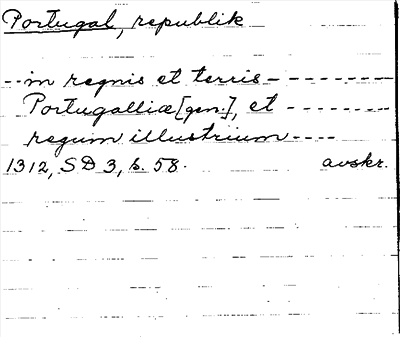 Portugal, republik
--in regnis et terris--------
Portugalliæ[gen.], et -------
regum illustrium----
1312, SD 3, s. 58. avskr.